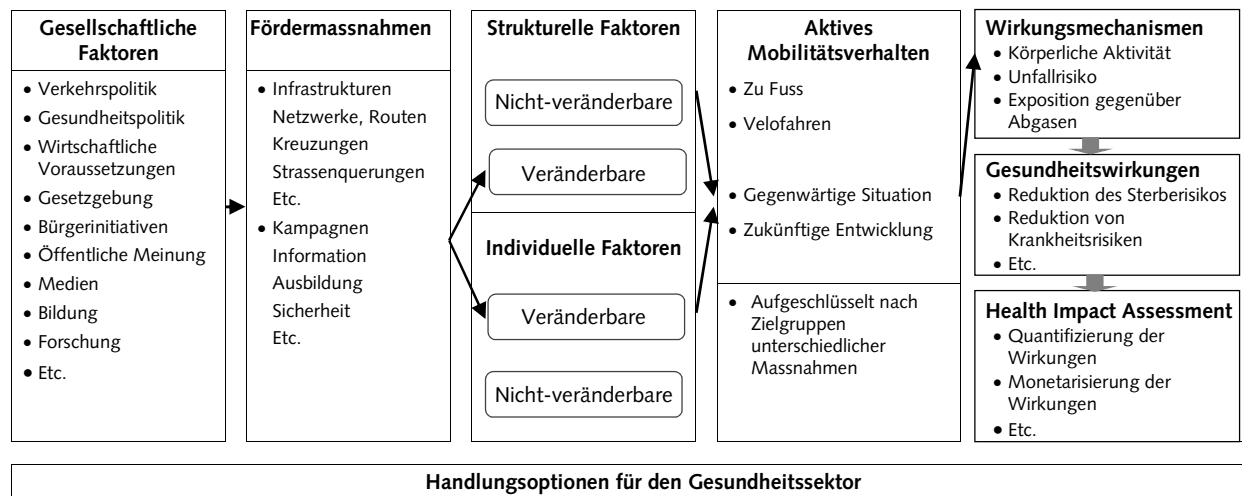 Gesellschaftliche
Faktoren
• Verkehrspolitik
• Gesundheitspolitik
• Wirtschaftliche
Voraussetzungen
• Gesetzgebung
• Bürgerinitiativen
• Öffentliche Meinung
• Medien
• Bildung
• Forschung
• Etc.
Fördermassnahmen
• Infrastrukturen
Netzwerke, Routen
Kreuzungen
Strassenquerungen
Etc.
• Kampagnen
Information
Ausbildung
Sicherheit
Etc.
Strukturelle Faktoren
Nicht-veränderbare
Veränderbare
Individuelle Faktoren
Veränderbare
Nicht-veränderbare
Aktives
Mobilitätsverhalten
• Zu Fuss
• Velofahren
• Gegenwärtige Situation
• Zukünftige Entwicklung
• Aufgeschlüsselt nach
Zielgruppen
unterschiedlicher
Massnahmen
Wirkungsmechanismen
• Körperliche Aktivität
• Unfallrisiko
• Exposition gegenüber
Abgasen
Gesundheitswirkungen
• Reduktion des Sterberisikos
• Reduktion von
Krankheitsrisiken
• Etc.
Health Impact Assessment
• Quantifizierung der
Wirkungen
• Monetarisierung der
Wirkungen
• Etc.
Handlungsoptionen für den Gesundheitssektor